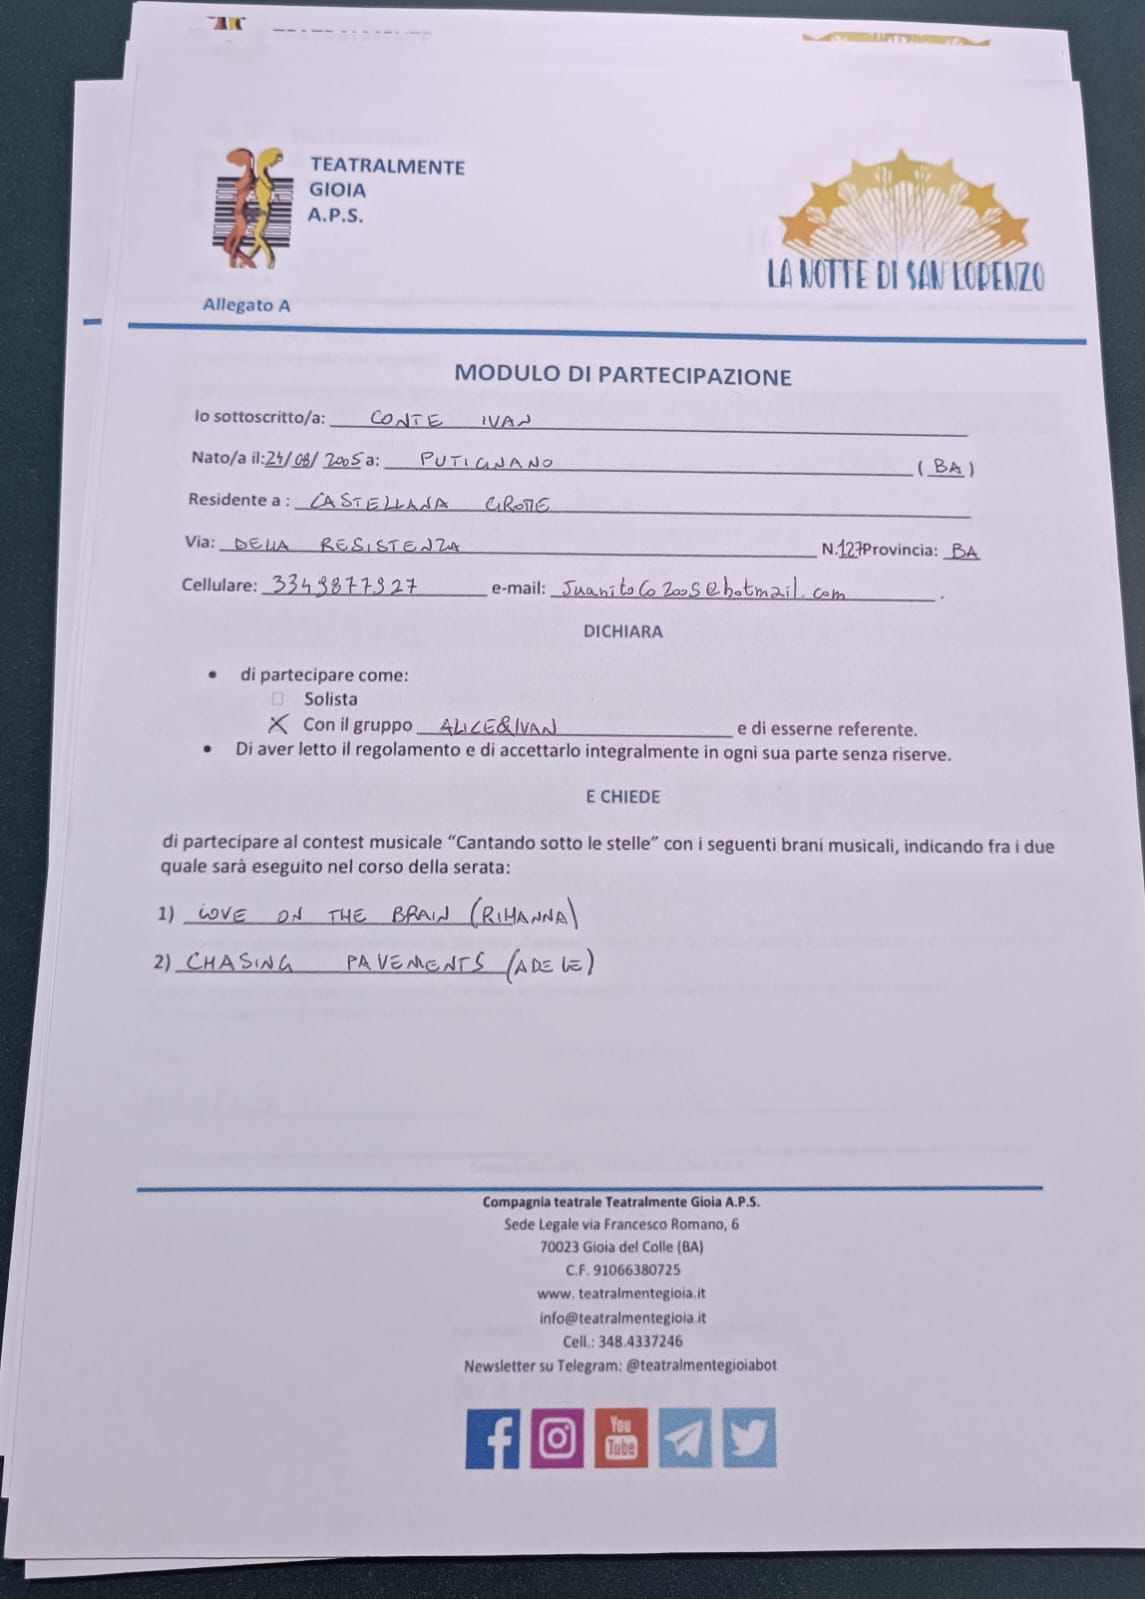 TEATRALMENTE
GIOIA
A.P.S.
LA NOTTE DI SAN LORENZO
Allegato A
MODULO DI PARTECIPAZIONE
Io sottoscritto/a: CONTE IVAN
Nato/a il: 24/08/2005 a: PUTIGNANO (BA)
Residente a : CASTELLANA GROTTE
Via: DELLA RESISTENZA N.127 Provincia: BA
Cellulare: 3349877927 e-mail: JuanitoCo2005@hotmail.com.
DICHIARA
• di partecipare come:
☐ Solista
X Con il gruppo ALICE&IVAN e di esserne referente.
• Di aver letto il regolamento e di accettarlo integralmente in ogni sua parte senza riserve.
E CHIEDE
di partecipare al contest musicale “Cantando sotto le stelle” con i seguenti brani musicali, indicando fra i due
quale sarà eseguito nel corso della serata:
1) LOVE ON THE BRAIN (RIHANNA)
2) CHASING PAVEMENTS (ADELE)
Compagnia teatrale Teatralmente Gioia A.P.S.
Sede Legale via Francesco Romano, 6
70023 Gioia del Colle (BA)
C.F. 91066380725
www. teatralmentegioia.it
info@teatralmentegioia.it
Cell.: 348.4337246
Newsletter su Telegram: @teatralmentegioiabot
You
Tube